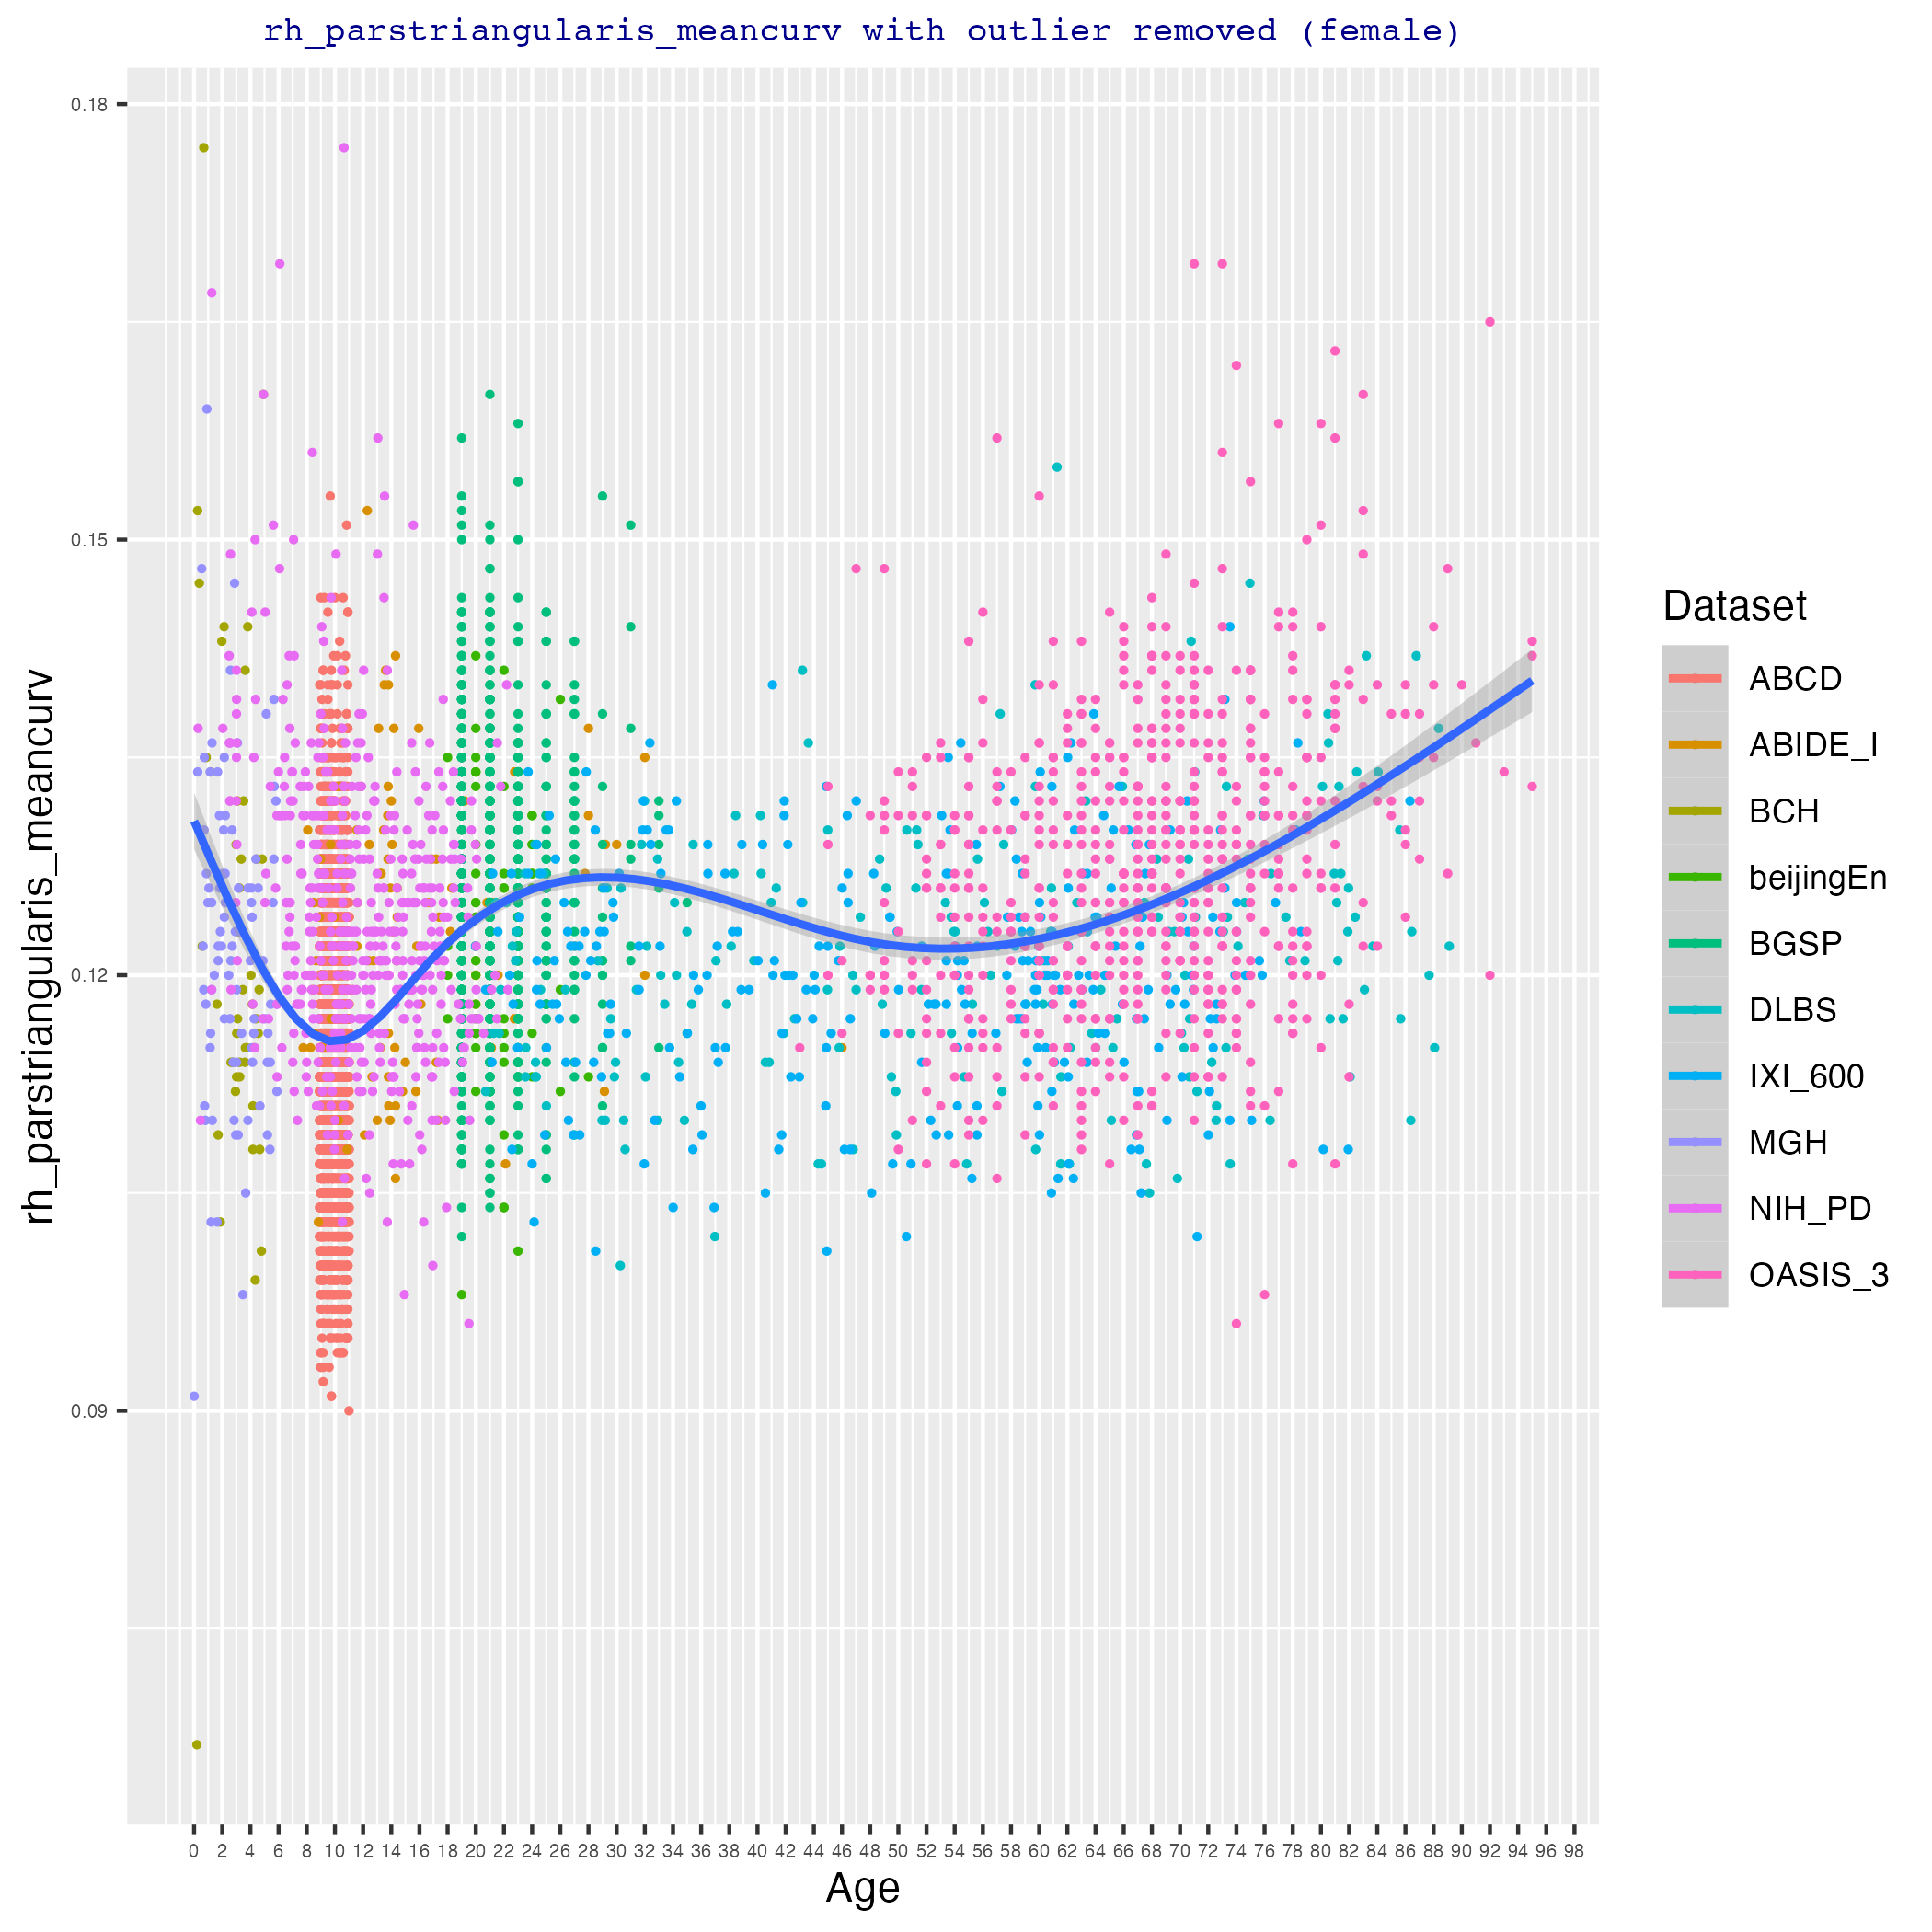 rh_parstriangularis_meancurv with outlier removed (female)
rh_parstriangularis_meancurv
0.18
0.15
0.12
0.09
0 2 4 6 8 10 12 14 16 18 20 22 24 26 28 30 32 34 36 38 40 42 44 46 48 50 52 54 56 58 60 62 64 66 68 70 72 74 76 78 80 82 84 86 88 90 92 94 96 98
Age
Dataset
ABCD
ABIDE_I
BCH
beijingEn
BGSP
DLBS
IXI_600
MGH
NIH_PD
OASIS_3